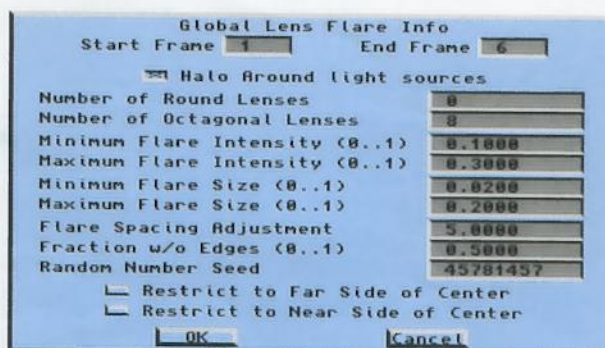 Global Lens Flare Info
Start Frame 1 End Frame 6
Halo Around light sources
Number of Round Lenses 0
Number of Octagonal Lenses 8
Minimum Flare Intensity (0..1) 0.1000
Maximum Flare Intensity (0..1) 0.3000
Minimum Flare Size (0..1) 0.0200
Maximum Flare Size (0..1) 0.2000
Flare Spacing Adjustment 5.0000
Fraction w/o Edges (0..1) 0.5000
Random Number Seed 45781457
Restrict to Far Side of Center
Restrict to Near Side of Center
OK Cancel